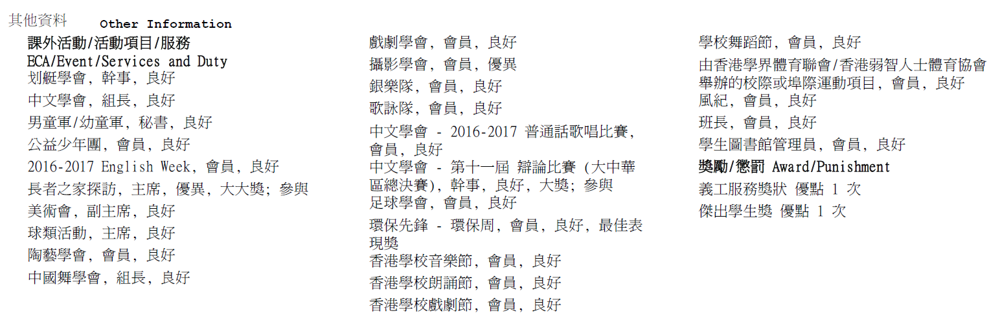 其他資料 Other Information
課外活動/活動項目/服務
ECA/Event/Services and Duty
划艇學會, 幹事, 良好
中文學會, 組長, 良好
男童軍/幼童軍, 秘書, 良好
公益少年團, 會員, 良好
2016-2017 English Week, 會員, 良好
長者之家探訪, 主席, 優異, 大大獎; 參與
美術會, 副主席, 良好
球類活動, 主席, 良好
陶藝學會, 會員, 良好
中國舞學會, 組長, 良好
戲劇學會, 會員, 良好
攝影學會, 會員, 優異
銀樂隊, 會員, 良好
歌詠隊, 會員, 良好
中文學會 - 2016-2017 普通話歌唱比賽,
會員, 良好
中文學會 - 第十一屆 辯論比賽 (大中華
區總決賽), 幹事, 良好, 大獎; 參與
足球學會, 會員, 良好
環保先鋒 - 環保周, 會員, 良好, 最佳表
現獎
香港學校音樂節, 會員, 良好
香港學校朗誦節, 會員, 良好
香港學校戲劇節, 會員, 良好
學校舞蹈節, 會員, 良好
由香港學界體育聯會/香港弱智人士體育協會
舉辦的校際或埠際運動項目, 會員, 良好
風紀, 會員, 良好
班長, 會員, 良好
學生圖書館管理員, 會員, 良好
獎勵/懲罰 Award/Punishment
義工服務獎狀 優點 1 次
傑出學生獎 優點 1 次